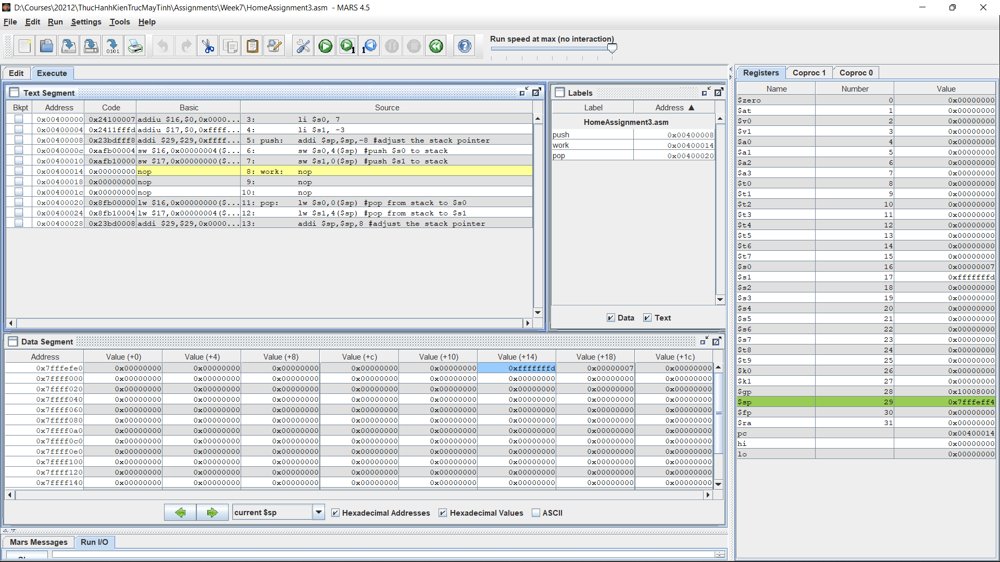 D:\Courses\20212\ThucHanhKienTrucMayTinh\Assignments\Week7\HomeAssignment3.asm - MARS 4.5
File Edit Run Settings Tools Help
Run speed at max (no interaction)
Edit Execute
Text Segment
Bkpt Address Code Basic Source
0x00400000 0x24100007 addiu $16,$0,0x0000... 3: li $s0, 7
0x00400004 0x2411fffd addiu $17,$0,0xffff... 4: li $s1, -3
0x00400008 0x23bdfff8 addi $29,$29,0xffff... 5: push: addi $sp,$sp,-8 #adjust the stack pointer
0x0040000c 0xafb00004 sw $16,0x00000004($... 6: sw $s0,4($sp) #push $s0 to stack
0x00400010 0xafb10000 sw $17,0x00000000($... 7: sw $s1,0($sp) #push $s1 to stack
0x00400014 0x00000000 nop 8: work: nop
0x00400018 0x00000000 nop 9: nop
0x0040001c 0x00000000 nop 10: nop
0x00400020 0x8fb00000 lw $16,0x00000000($... 11: pop: lw $s0,0($sp) #pop from stack to $s0
0x00400024 0x8fb10004 lw $17,0x00000004($... 12: lw $s1,4($sp) #pop from stack to $s1
0x00400028 0x23bd0008 addi $29,$29,0x0000... 13: addi $sp,$sp,8 #adjust the stack pointer
Labels
Label Address ▲
HomeAssignment3.asm
push 0x00400008
work 0x00400014
pop 0x00400020
Data Text
Data Segment
Address Value (+0) Value (+4) Value (+8) Value (+c) Value (+10) Value (+14) Value (+18) Value (+1c)
0x7fffefe0 0x00000000 0x00000000 0x00000000 0x00000000 0x00000000 0xfffffffd 0x00000007 0x00000000
0x7ffff000 0x00000000 0x00000000 0x00000000 0x00000000 0x00000000 0x00000000 0x00000000 0x00000000
0x7ffff020 0x00000000 0x00000000 0x00000000 0x00000000 0x00000000 0x00000000 0x00000000 0x00000000
0x7ffff040 0x00000000 0x00000000 0x00000000 0x00000000 0x00000000 0x00000000 0x00000000 0x00000000
0x7ffff060 0x00000000 0x00000000 0x00000000 0x00000000 0x00000000 0x00000000 0x00000000 0x00000000
0x7ffff080 0x00000000 0x00000000 0x00000000 0x00000000 0x00000000 0x00000000 0x00000000 0x00000000
0x7ffff0a0 0x00000000 0x00000000 0x00000000 0x00000000 0x00000000 0x00000000 0x00000000 0x00000000
0x7ffff0c0 0x00000000 0x00000000 0x00000000 0x00000000 0x00000000 0x00000000 0x00000000 0x00000000
0x7ffff0e0 0x00000000 0x00000000 0x00000000 0x00000000 0x00000000 0x00000000 0x00000000 0x00000000
0x7ffff100 0x00000000 0x00000000 0x00000000 0x00000000 0x00000000 0x00000000 0x00000000 0x00000000
0x7ffff120 0x00000000 0x00000000 0x00000000 0x00000000 0x00000000 0x00000000 0x00000000 0x00000000
0x7ffff140 0x00000000 0x00000000 0x00000000 0x00000000 0x00000000 0x00000000 0x00000000 0x00000000
current $sp Hexadecimal Addresses Hexadecimal Values ASCII
Mars Messages Run I/O
Registers Coproc 1 Coproc 0
Name Number Value
$zero 0 0x00000000
$at 1 0x00000000
$v0 2 0x00000000
$v1 3 0x00000000
$a0 4 0x00000000
$a1 5 0x00000000
$a2 6 0x00000000
$a3 7 0x00000000
$t0 8 0x00000000
$t1 9 0x00000000
$t2 10 0x00000000
$t3 11 0x00000000
$t4 12 0x00000000
$t5 13 0x00000000
$t6 14 0x00000000
$t7 15 0x00000000
$s0 16 0x00000007
$s1 17 0xfffffffd
$s2 18 0x00000000
$s3 19 0x00000000
$s4 20 0x00000000
$s5 21 0x00000000
$s6 22 0x00000000
$s7 23 0x00000000
$t8 24 0x00000000
$t9 25 0x00000000
$k0 26 0x00000000
$k1 27 0x00000000
$gp 28 0x10008000
$sp 29 0x7fffeff4
$fp 30 0x00000000
$ra 31 0x00000000
pc 0x00400014
hi 0x00000000
lo 0x00000000